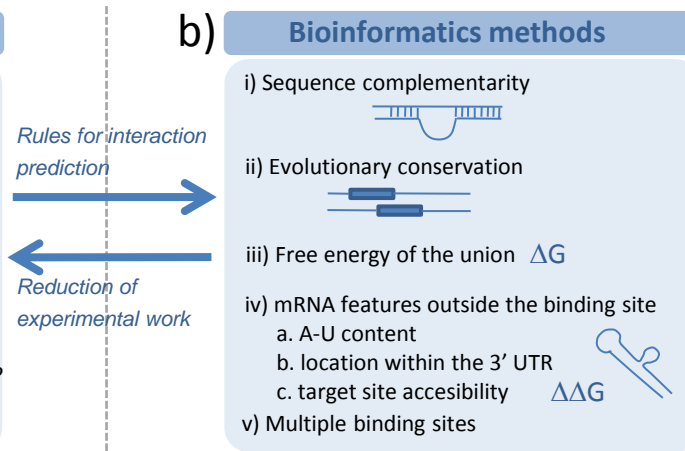 b)
Bioinformatics methods
Rules for interaction
prediction
Reduction of
experimental work
i) Sequence complementarity
ii) Evolutionary conservation
iii) Free energy of the union ΔG
iv) mRNA features outside the binding site
a. A-U content
b. location within the 3' UTR
c. target site accesibility ΔΔG
v) Multiple binding sites